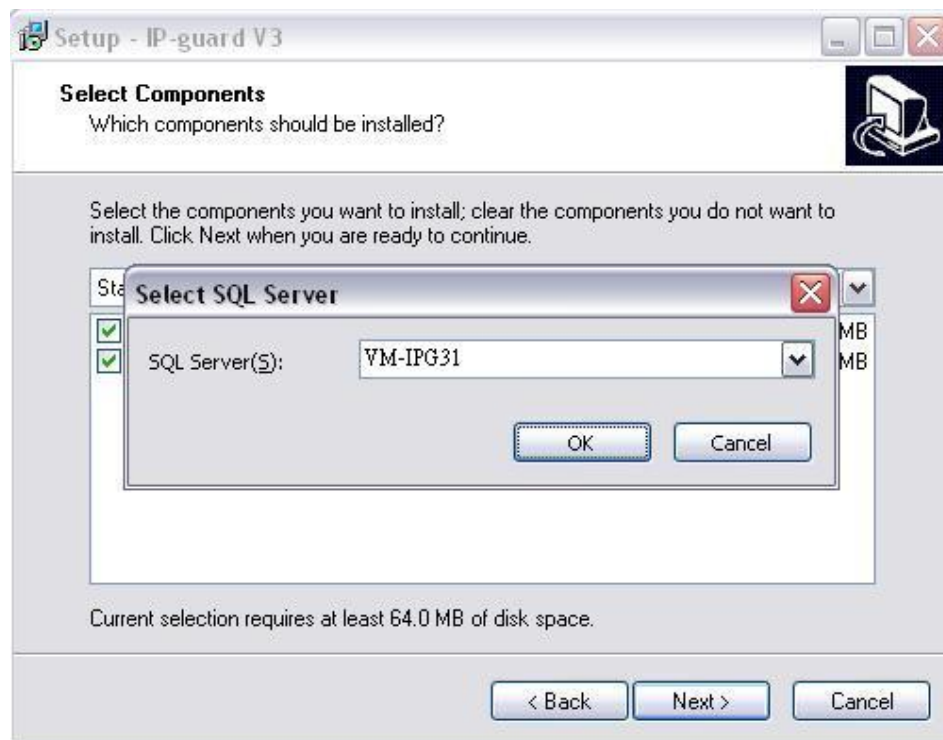 Setup - IP-guard V3
Select Components
Which components should be installed?
Select the components you want to install; clear the components you do not want to
install. Click Next when you are ready to continue.
Select SQL Server
MB
SQL Server(S): VM-IPG31
MB
OK Cancel
Current selection requires at least 64.0 MB of disk space.
< Back Next > Cancel